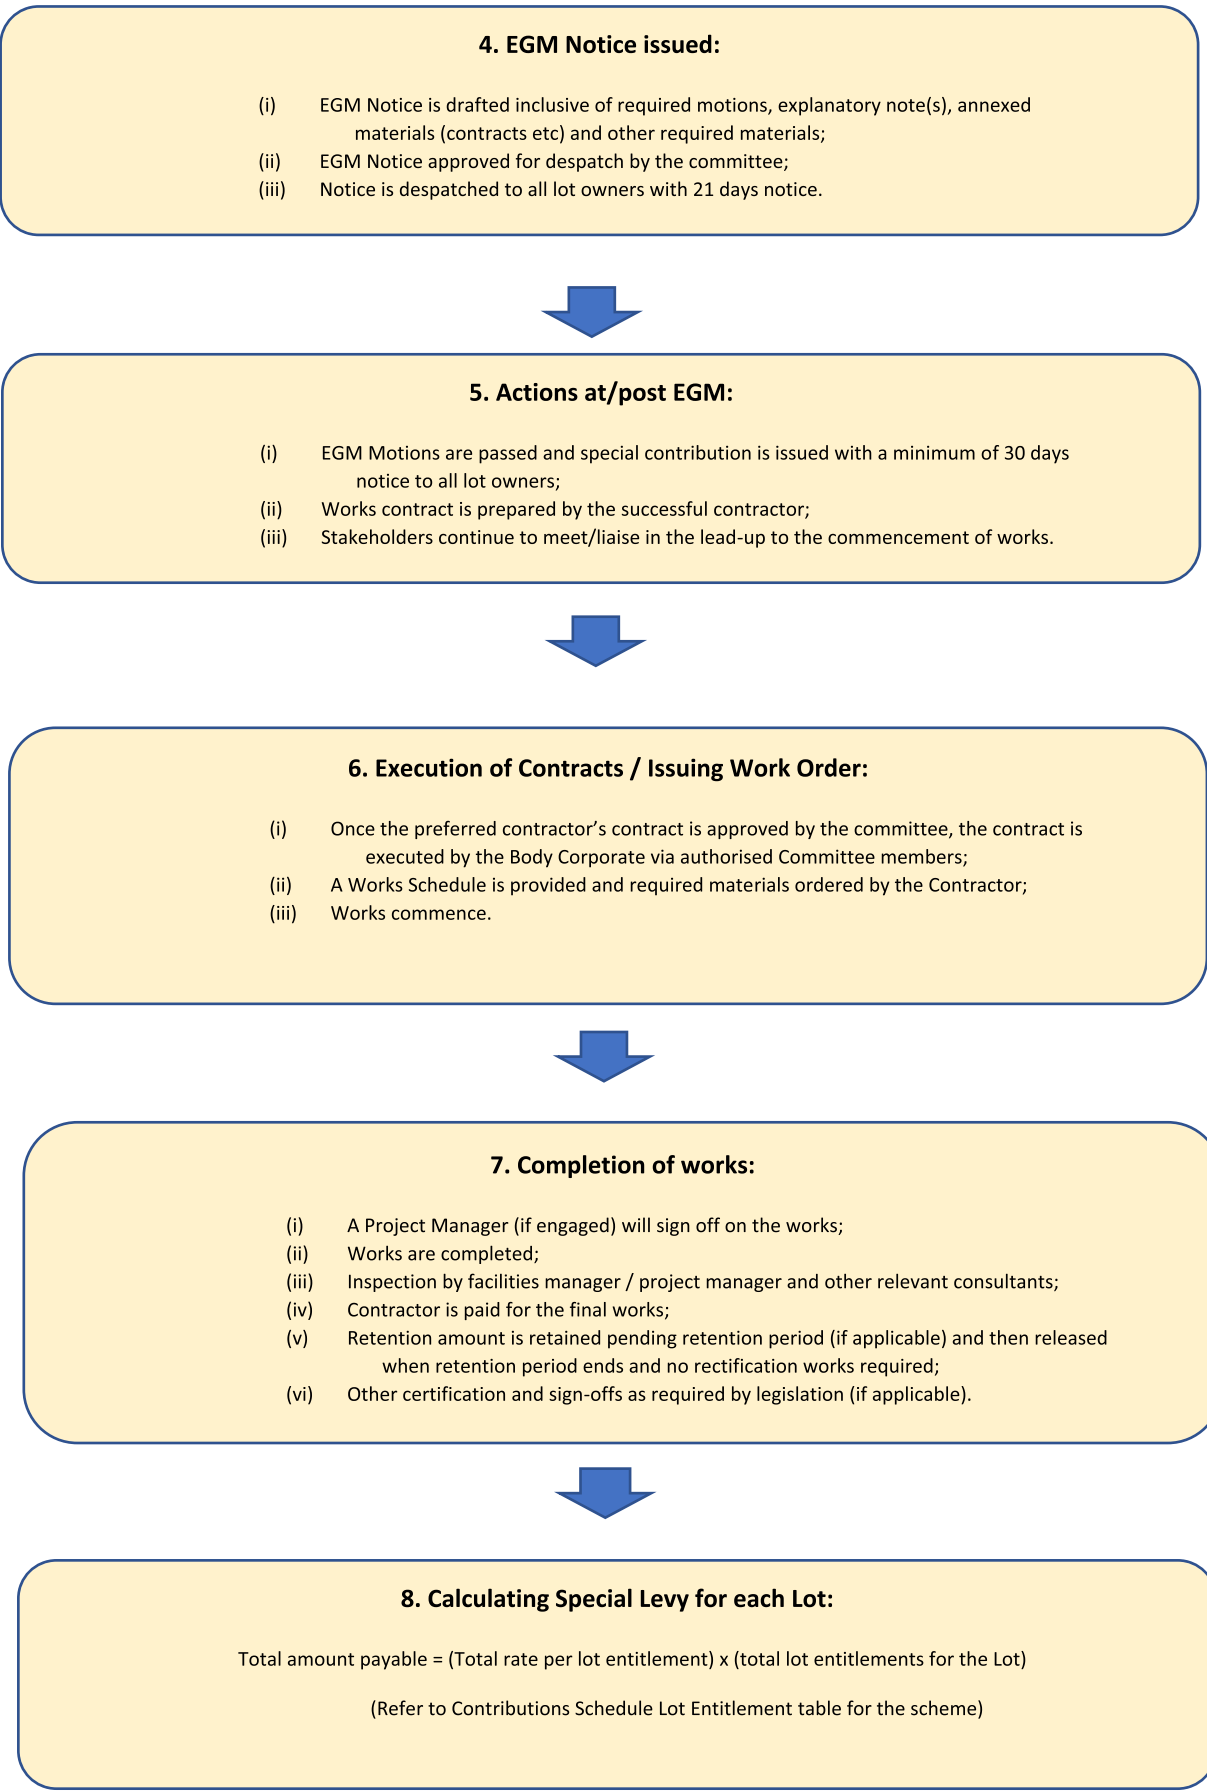 4. EGM Notice issued:
(i) EGM Notice is drafted inclusive of required motions, explanatory note(s), annexed
materials (contracts etc) and other required materials;
(ii) EGM Notice approved for despatch by the committee;
(iii) Notice is despatched to all lot owners with 21 days notice.
5. Actions at/post EGM:
(i) EGM Motions are passed and special contribution is issued with a minimum of 30 days
notice to all lot owners;
(ii) Works contract is prepared by the successful contractor;
(iii) Stakeholders continue to meet/liaise in the lead-up to the commencement of works.
6. Execution of Contracts / Issuing Work Order:
(i) Once the preferred contractor’s contract is approved by the committee, the contract is
executed by the Body Corporate via authorised Committee members;
(ii) A Works Schedule is provided and required materials ordered by the Contractor;
(iii) Works commence.
7. Completion of works:
(i) A Project Manager (if engaged) will sign off on the works;
(ii) Works are completed;
(iii) Inspection by facilities manager / project manager and other relevant consultants;
(iv) Contractor is paid for the final works;
(v) Retention amount is retained pending retention period (if applicable) and then released
when retention period ends and no rectification works required;
(vi) Other certification and sign-offs as required by legislation (if applicable).
8. Calculating Special Levy for each Lot:
Total amount payable = (Total rate per lot entitlement) x (total lot entitlements for the Lot)
(Refer to Contributions Schedule Lot Entitlement table for the scheme)